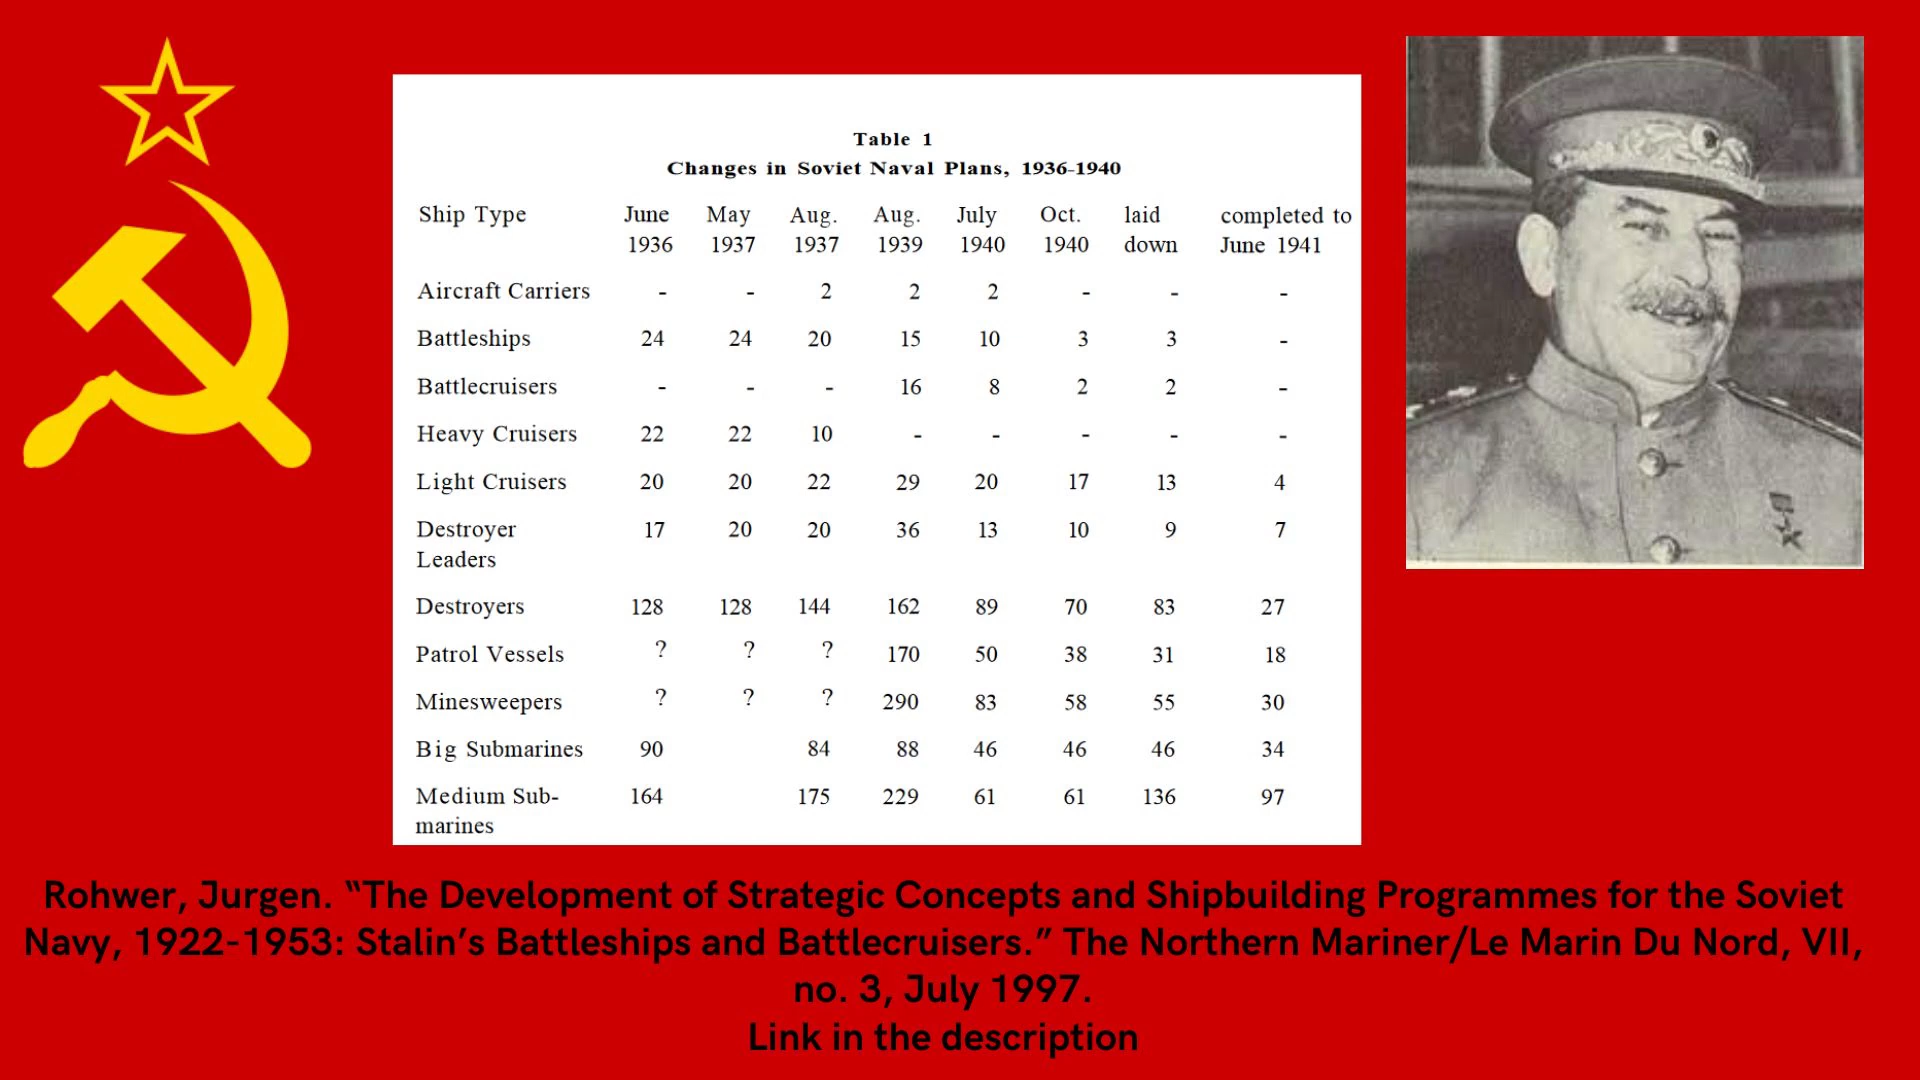 Table 1
Changes in Soviet Naval Plans, 1936-1940
Ship Type June May Aug. Aug. July Oct. laid completed to
1936 1937 1937 1939 1940 1940 down June 1941
Aircraft Carriers - - 2 2 2 - - -
Battleships 24 24 20 15 10 3 3 -
Battlecruisers - - - 16 8 2 2 -
Heavy Cruisers 22 22 10 - - - - -
Light Cruisers 20 20 22 29 20 17 13 4
Destroyer 17 20 20 36 13 10 9 7
Leaders
Destroyers 128 128 144 162 89 70 83 27
Patrol Vessels ? ? ? 170 50 38 31 18
Minesweepers ? ? ? 290 83 58 55 30
Big Submarines 90 84 88 46 46 46 34
Medium Sub- 164 175 229 61 61 136 97
marines
Rohwer, Jurgen. “The Development of Strategic Concepts and Shipbuilding Programmes for the Soviet
Navy, 1922-1953: Stalin’s Battleships and Battlecruisers.” The Northern Mariner/Le Marin Du Nord, VII,
no. 3, July 1997.
Link in the description